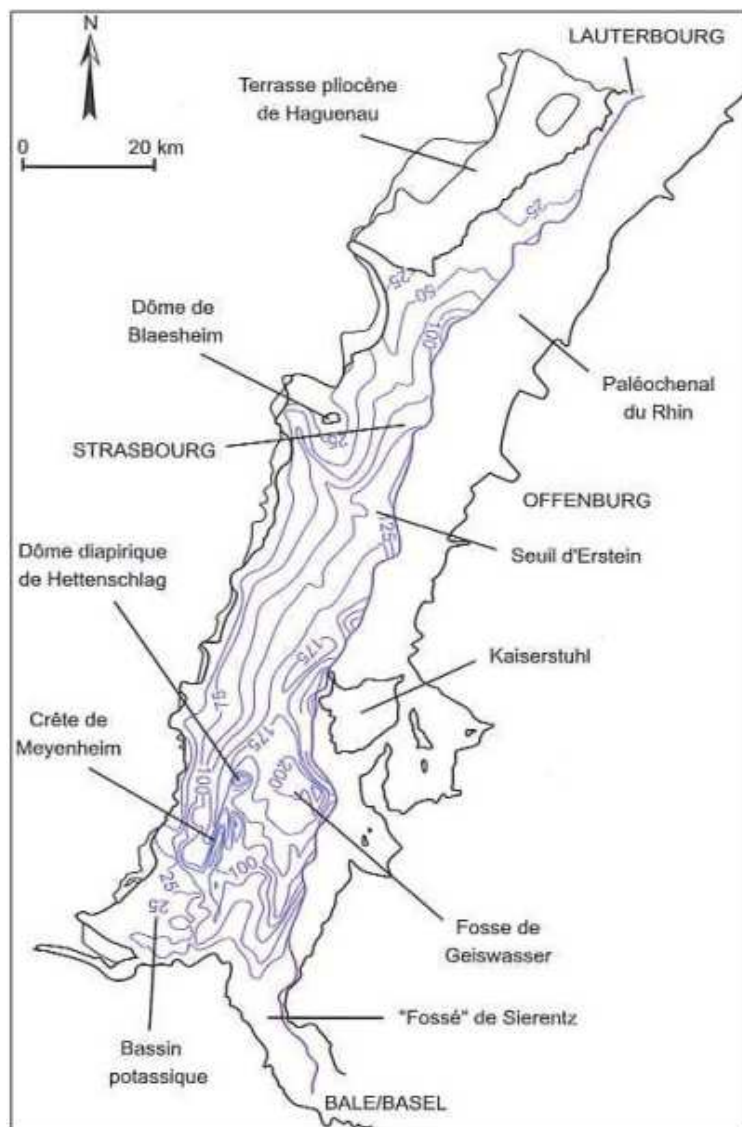 N
LAUTERBOURG
Terrasse pliocène
de Haguenau
0
20 km
25
25
50
100
Dôme de
Blaesheim
Paléochenal
du Rhin
25
STRASBOURG
OFFENBURG
125
Seuil d'Erstein
Dôme diapirique
de Hettenschlag
175
Kaiserstuhl
75
Crête de
Meyenheim
175
200
100
100
25
25
Fosse de
Geiswasser
"Fossé" de Sierentz
Bassin
potassique
BALE/BASEL